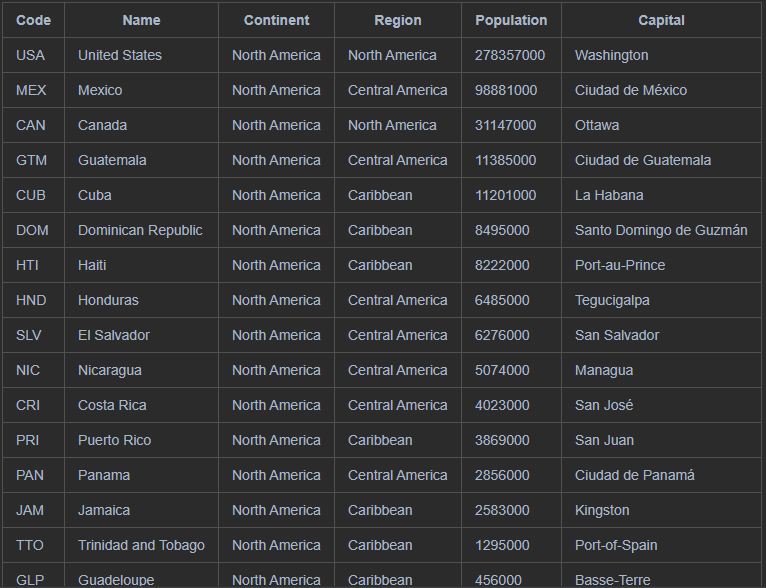 Code Name Continent Region Population Capital
USA United States North America North America 278357000 Washington
MEX Mexico North America Central America 98881000 Ciudad de México
CAN Canada North America North America 31147000 Ottawa
GTM Guatemala North America Central America 11385000 Ciudad de Guatemala
CUB Cuba North America Caribbean 11201000 La Habana
DOM Dominican Republic North America Caribbean 8495000 Santo Domingo de Guzmán
HTI Haiti North America Caribbean 8222000 Port-au-Prince
HND Honduras North America Central America 6485000 Tegucigalpa
SLV El Salvador North America Central America 6276000 San Salvador
NIC Nicaragua North America Central America 5074000 Managua
CRI Costa Rica North America Central America 4023000 San José
PRI Puerto Rico North America Caribbean 3869000 San Juan
PAN Panama North America Central America 2856000 Ciudad de Panamá
JAM Jamaica North America Caribbean 2583000 Kingston
TTO Trinidad and Tobago North America Caribbean 1295000 Port-of-Spain
GLP Guadeloupe North America Caribbean 456000 Basse-Terre